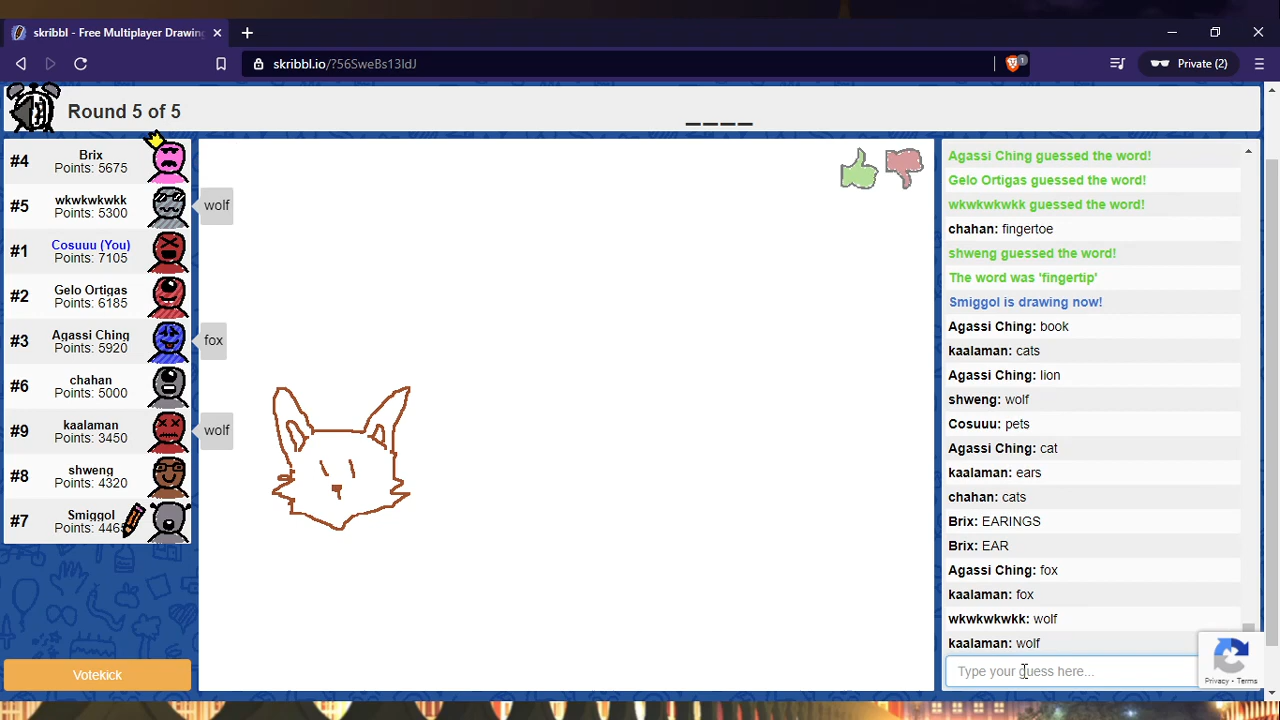 skribbl - Free Multiplayer Drawing
skribbl.io/?56SweBs13IdJ
1
Private (2)
Round 5 of 5
_ _ _ _
#4 Brix
Points: 5675
#5 wkwkwkwkk
Points: 5300
wolf
#1 Cosuuu (You)
Points: 7105
#2 Gelo Ortigas
Points: 6185
#3 Agassi Ching
Points: 5920
fox
#6 chahan
Points: 5000
#9 kaalaman
Points: 3450
wolf
#8 shweng
Points: 4320
#7 Smiggol
Points: 4465
Votekick
Agassi Ching guessed the word!
Gelo Ortigas guessed the word!
wkwkwkwkk guessed the word!
chahan: fingertoe
shweng guessed the word!
The word was 'fingertip'
Smiggol is drawing now!
Agassi Ching: book
kaalaman: cats
Agassi Ching: lion
shweng: wolf
Cosuuu: pets
Agassi Ching: cat
kaalaman: ears
chahan: cats
Brix: EARINGS
Brix: EAR
Agassi Ching: fox
kaalaman: fox
wkwkwkwkk: wolf
kaalaman: wolf
Type your guess here...
Privacy - Terms